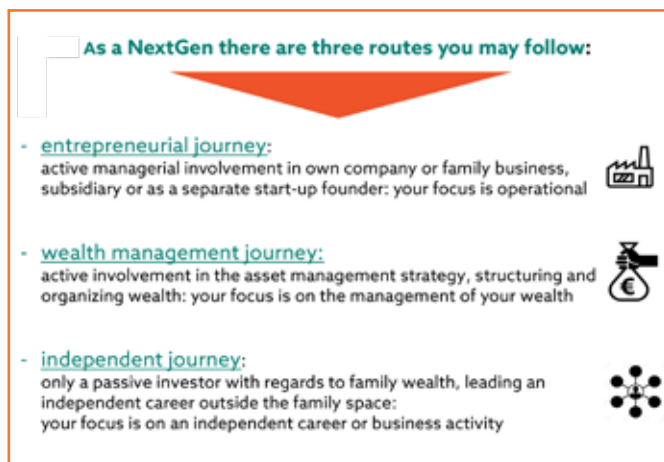 As a NextGen there are three routes you may follow:
- entrepreneurial journey:
active managerial involvement in own company or family business,
subsidiary or as a separate start-up founder: your focus is operational
- wealth management journey:
active involvement in the asset management strategy, structuring and
organizing wealth: your focus is on the management of your wealth
€
- independent journey:
only a passive investor with regards to family wealth, leading an
independent career outside the family space:
your focus is on an independent career or business activity